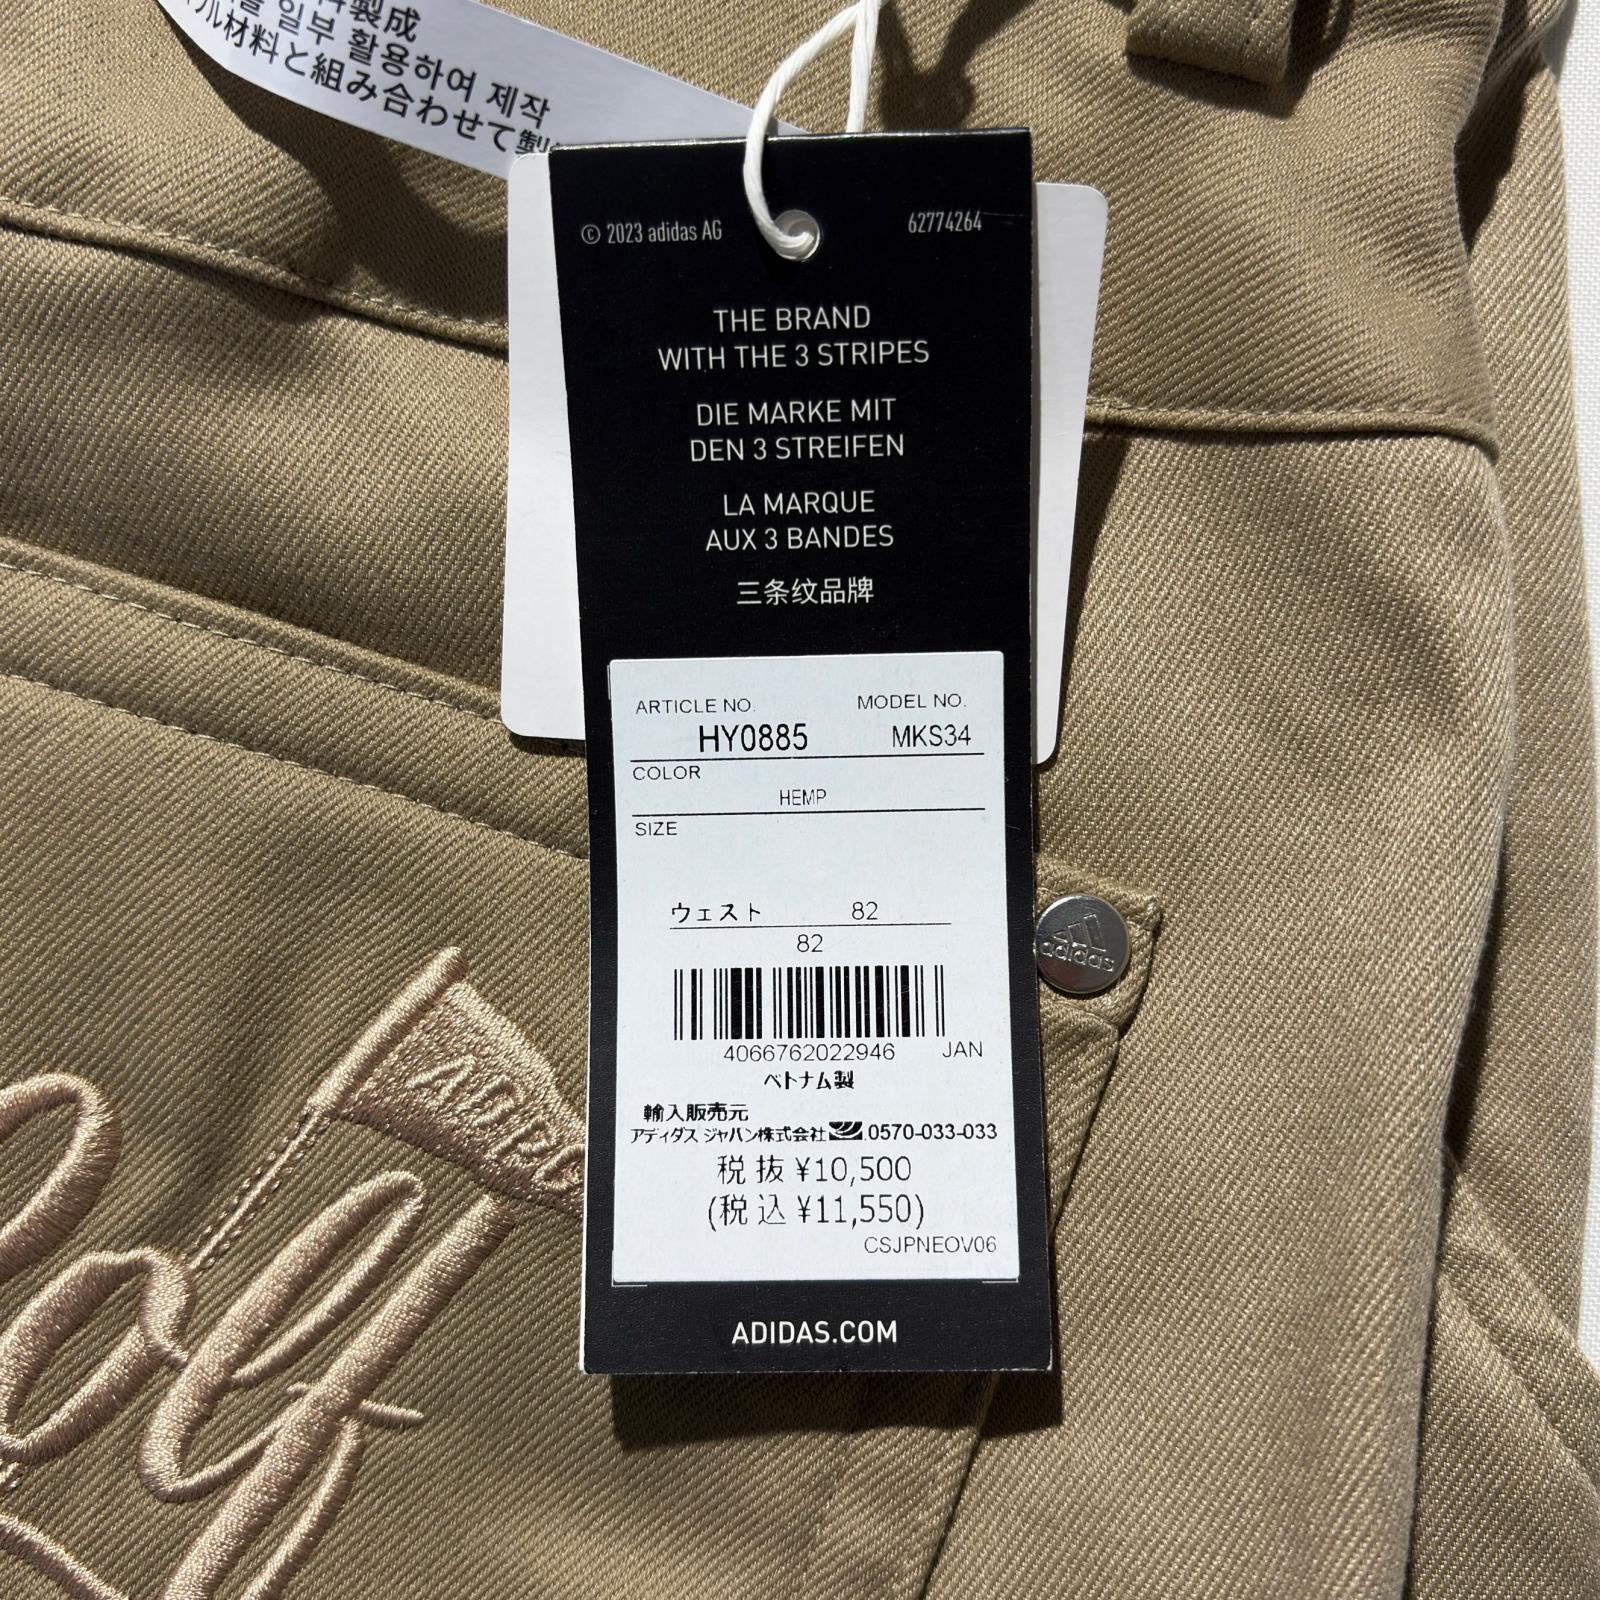 製成
일부 활용하여 제작
材料と組み合わせて製
© 2023 adidas AG
62774264
THE BRAND
WITH THE 3 STRIPES
DIE MARKE MIT
DEN 3 STREIFEN
LA MARQUE
AUX 3 BANDES
三条纹品牌
ARTICLE NO. MODEL NO.
HY0885 MKS34
COLOR
HEMP
SIZE
ウェスト 82
82
4066762022946 JAN
ベトナム製
輸入販売元
アディダス ジャパン株式会社 0570-033-033
税抜 ¥10,500
(税込 ¥11,550)
CSJPNEOV06
ADIDAS.COM
adidas
Golf